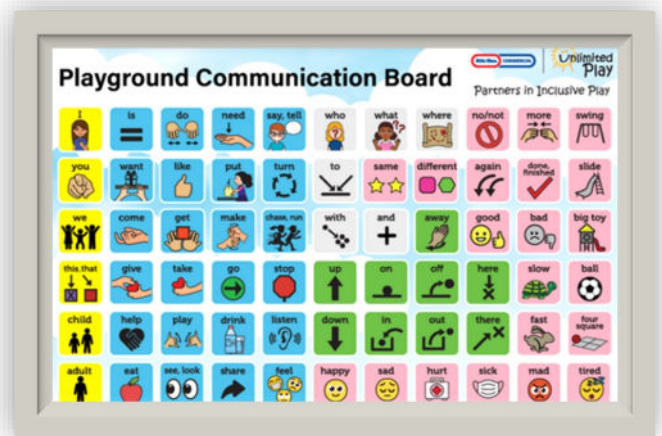 Playground Communication Board
Little Tikes COMMERCIAL
Unlimited
Play
Partners in Inclusive Play
I is do need say, tell who what where no/not more swing
you want like put turn to same different again done, finished slide
we come get make chase, run with and away good bad big toy
this, that give take go stop up on off here slow ball
child help play drink listen down in out there fast four square
adult eat see, look share feel happy sad hurt sick mad tired